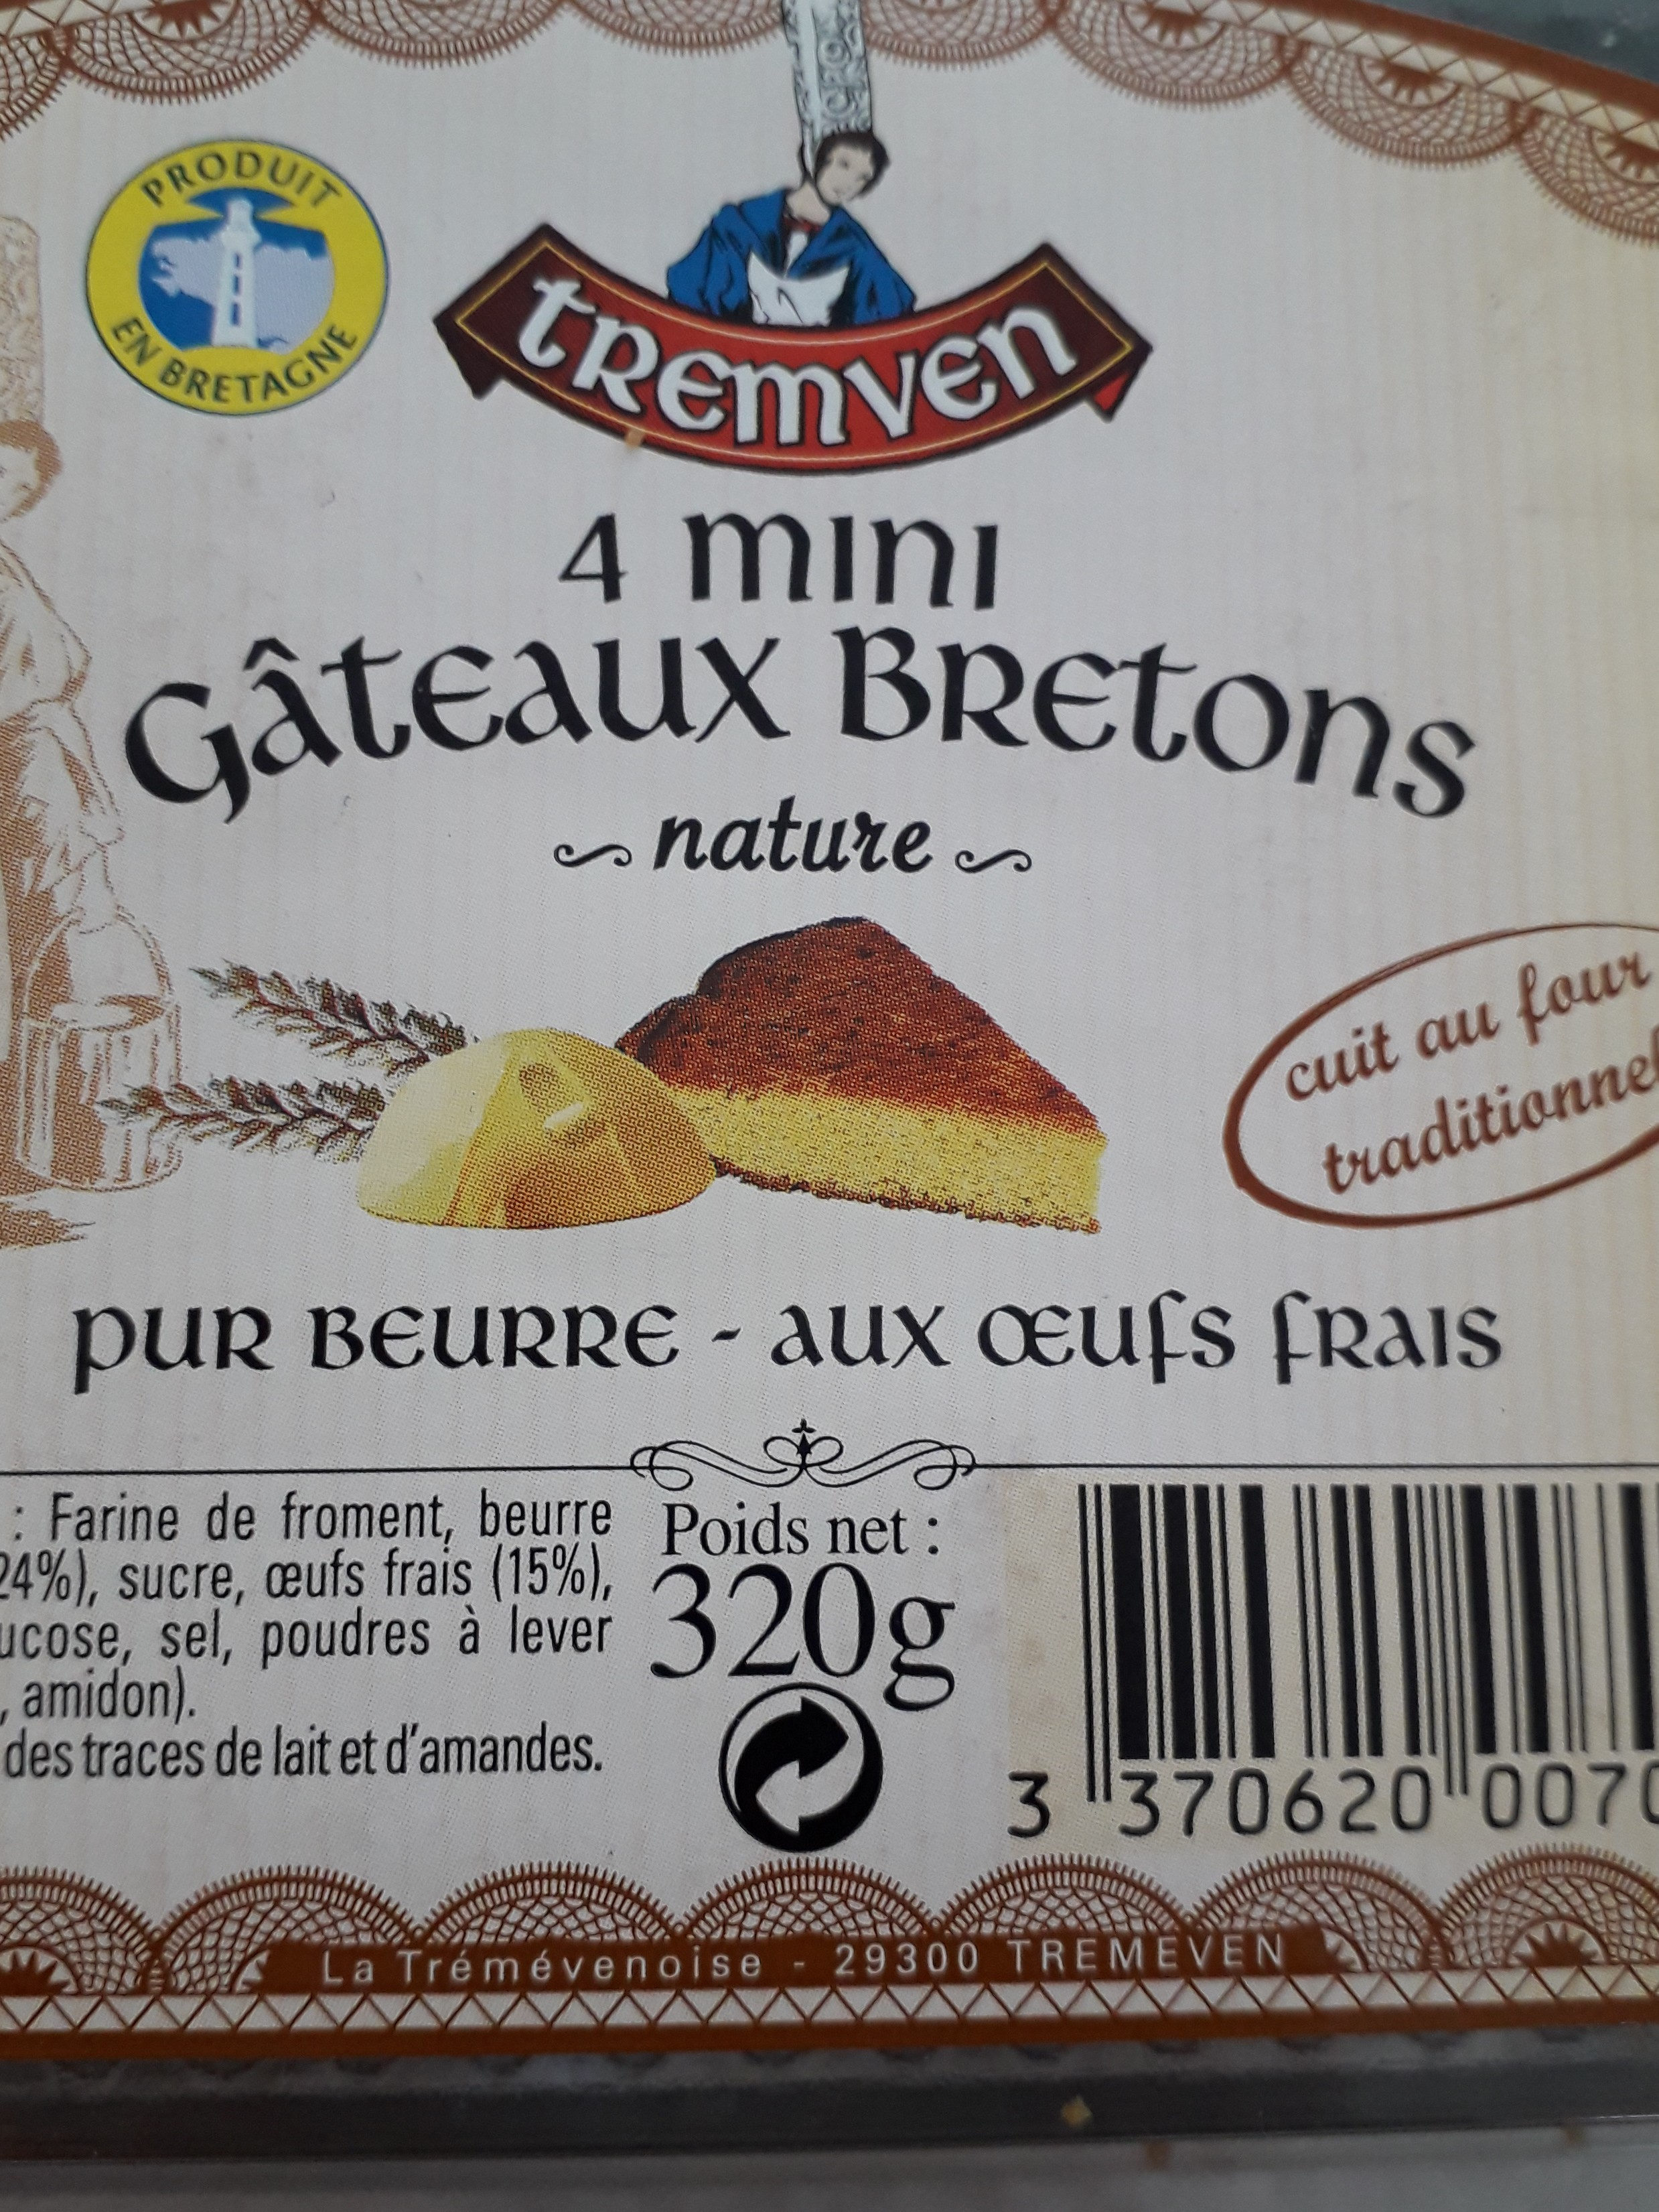 PRODUIT
EN BRETAGNE
TREMVEN
4 MINI
GÂTEAUX BRETONS
nature
cuit au four
traditionnel
PUR BEURRE - AUX ŒUFS FRAIS
: Farine de froment, beurre
24%), sucre, œufs frais (15%),
ucose, sel, poudres à lever
, amidon).
des traces de lait et d'amandes.
Poids net :
320g
3 370620 0070
La Trémévenoise - 29300 TREMEVEN